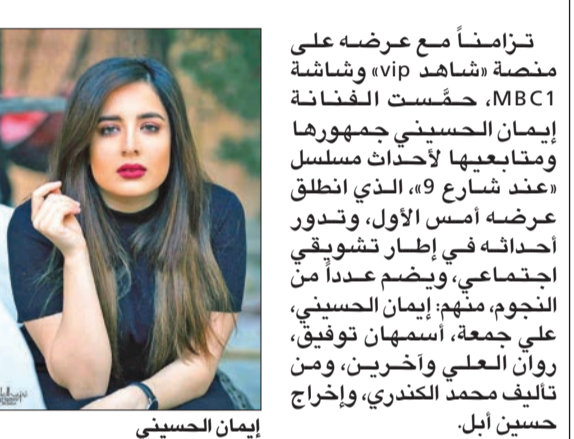 تزامناً مع عرضه على
منصة «شاهد vip» وشاشة
MBC1، حمَّست الفنانة
إيمان الحسيني جمهورها
ومتابعيها لأحداث مسلسل
«عند شارع 9»، الذي انطلق
عرضه أمس الأول، وتدور
أحداثه في إطار تشويقي
اجتماعي، ويضم عدداً من
النجوم، منهم: إيمان الحسيني،
علي جمعة، أسمهان توفيق،
روان العلي وآخرين، ومن
تأليف محمد الكندري، وإخراج
حسين أبل.
إيمان الحسيني